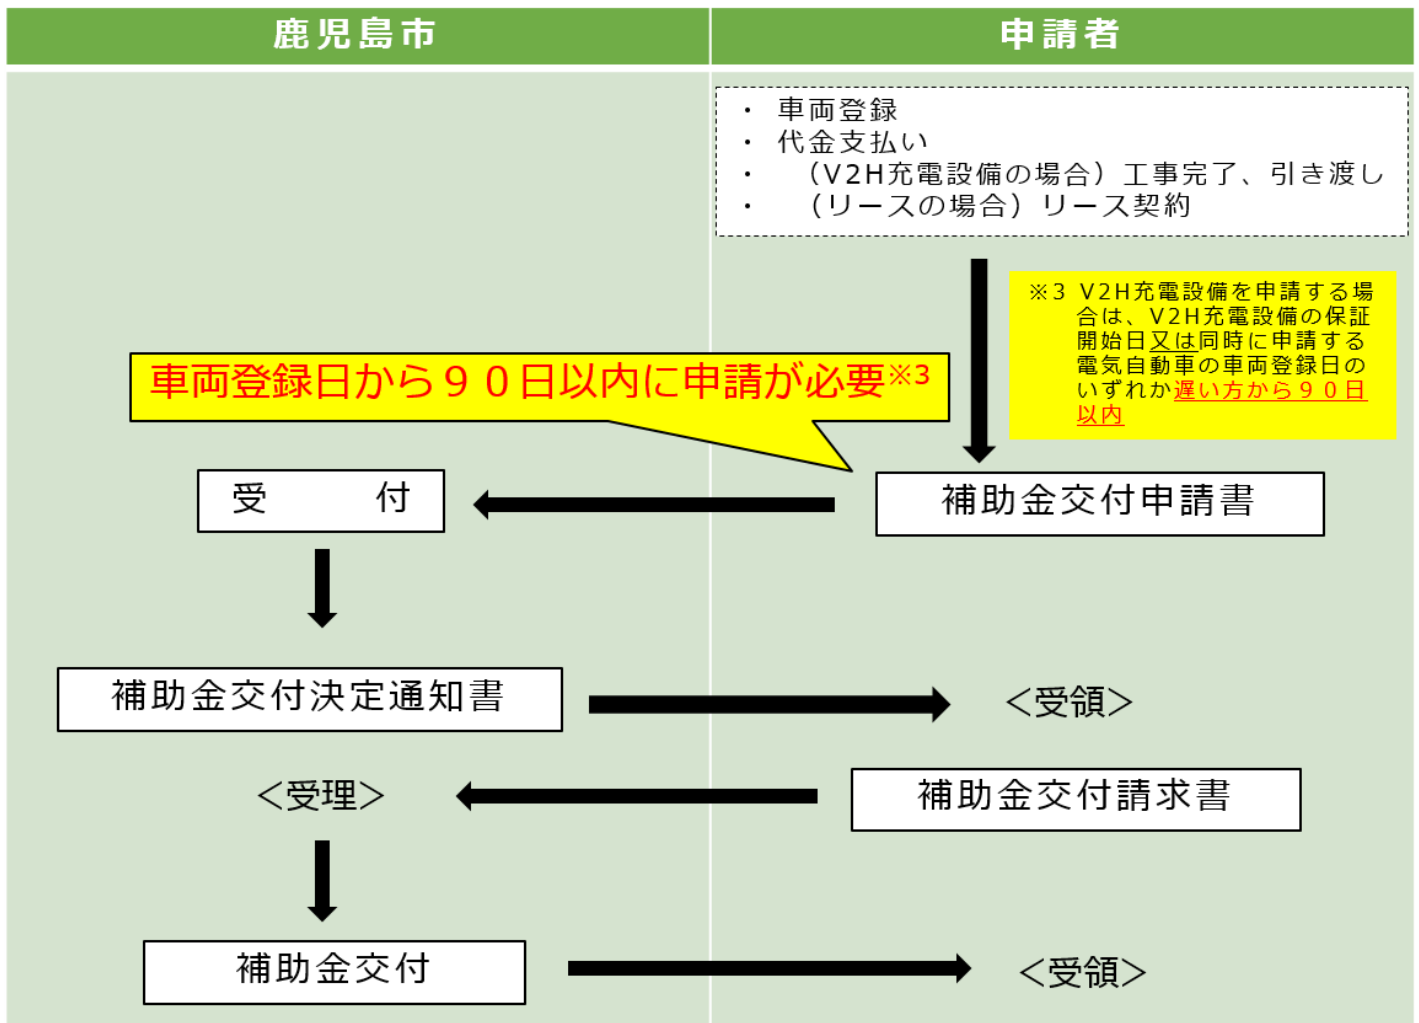 鹿児島市
申請者
・ 車両登録
・ 代金支払い
・ （V2H充電設備の場合）工事完了、引き渡し
・ （リースの場合）リース契約
※3 V2H充電設備を申請する場
合は、V2H充電設備の保証
開始日又は同時に申請する
電気自動車の車両登録日の
いずれか遅い方から９０日
以内
車両登録日から９０日以内に申請が必要※3
受 付
補助金交付申請書
補助金交付決定通知書
＜受領＞
＜受理＞
補助金交付請求書
補助金交付
＜受領＞